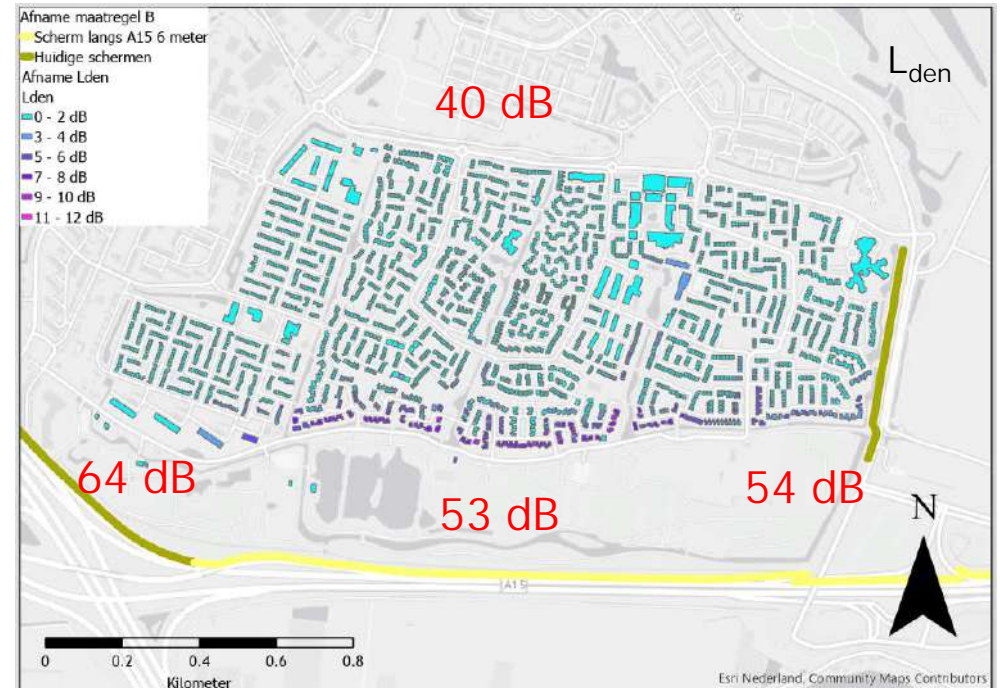 Afname maatregel B
Scherm langs A15 6 meter
Huidige schermen
Afname Lden
Lden
0 - 2 dB
3 - 4 dB
5 - 6 dB
7 - 8 dB
9 - 10 dB
11 - 12 dB
Lden
40 dB
64 dB
53 dB
54 dB
N
A15
0 0.2 0.4 0.6 0.8
Kilometer
Esri Nederland, Community Maps Contributors